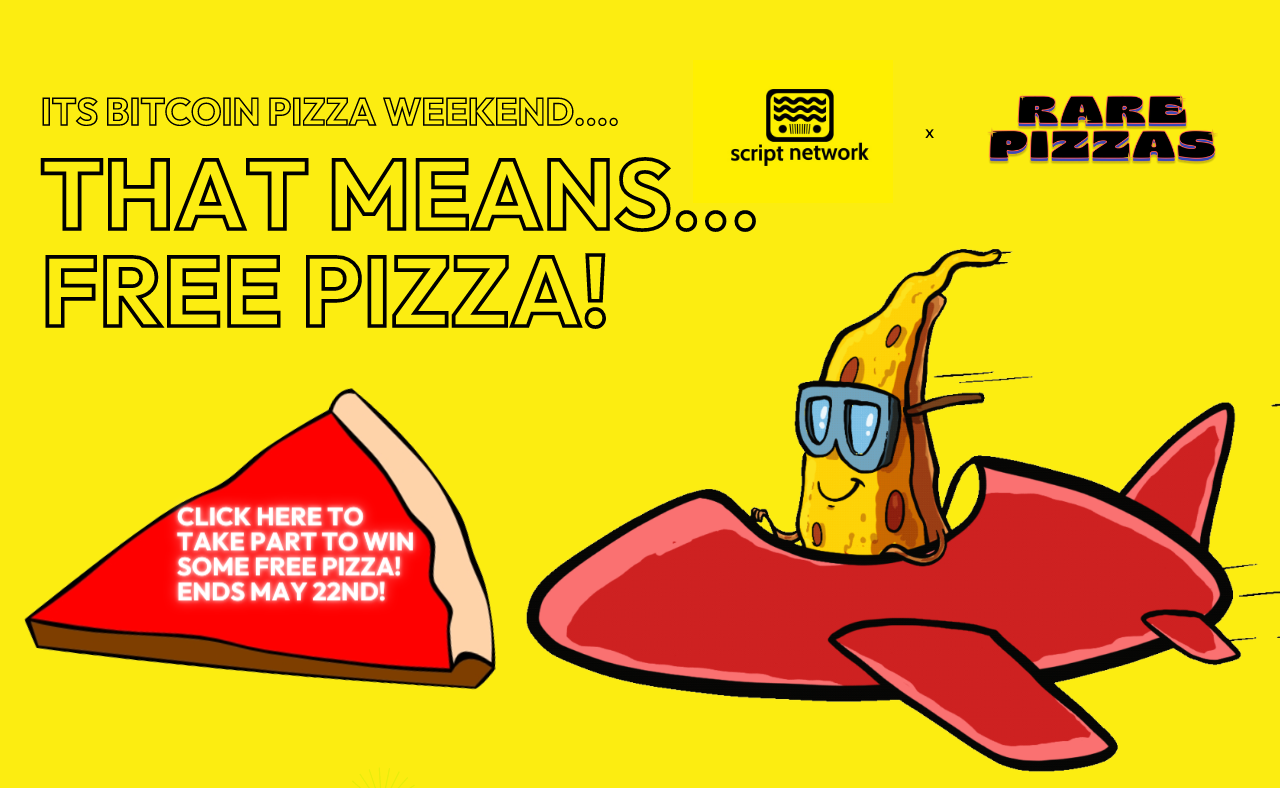 ITS BITCOIN PIZZA WEEKEND....
THAT MEANS...
FREE PIZZA!
script network
x
RARE
PIZZAS
CLICK HERE TO
TAKE PART TO WIN
SOME FREE PIZZA!
ENDS MAY 22ND!